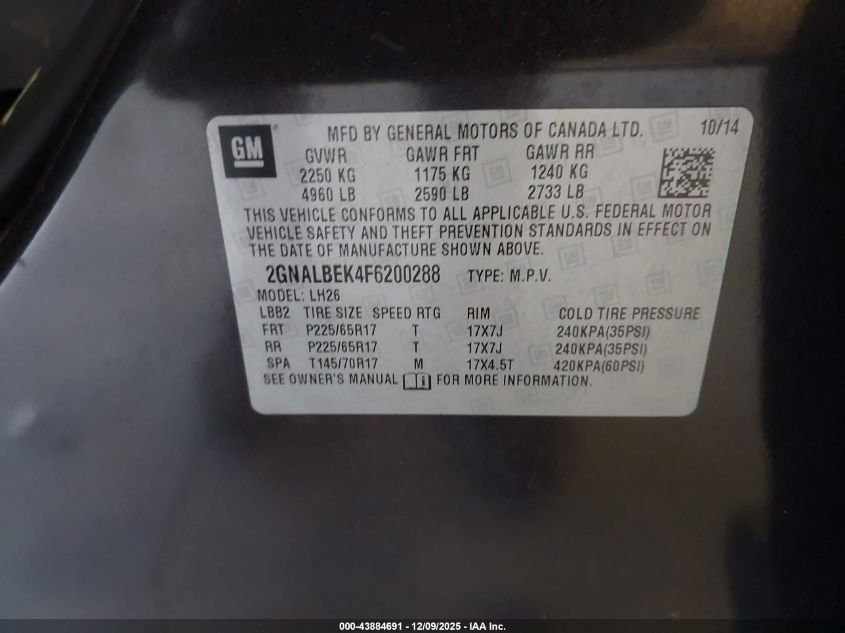 GM
MFD BY GENERAL MOTORS OF CANADA LTD. 10/14
GVWR GAWR FRT GAWR RR
2250 KG 1175 KG 1240 KG
4960 LB 2590 LB 2733 LB
THIS VEHICLE CONFORMS TO ALL APPLICABLE U.S. FEDERAL MOTOR
VEHICLE SAFETY AND THEFT PREVENTION STANDARDS IN EFFECT ON
THE DATE OF MANUFACTURE SHOWN ABOVE.
2GNALBEK4F6200288 TYPE: M.P.V.
MODEL: LH26
LBB2 TIRE SIZE SPEED RTG RIM COLD TIRE PRESSURE
FRT P225/65R17 T 17X7J 240KPA(35PSI)
RR P225/65R17 T 17X7J 240KPA(35PSI)
SPA T145/70R17 M 17X4.5T 420KPA(60PSI)
SEE OWNER'S MANUAL FOR MORE INFORMATION.
000-43884691 - 12/09/2025 - IAA Inc.